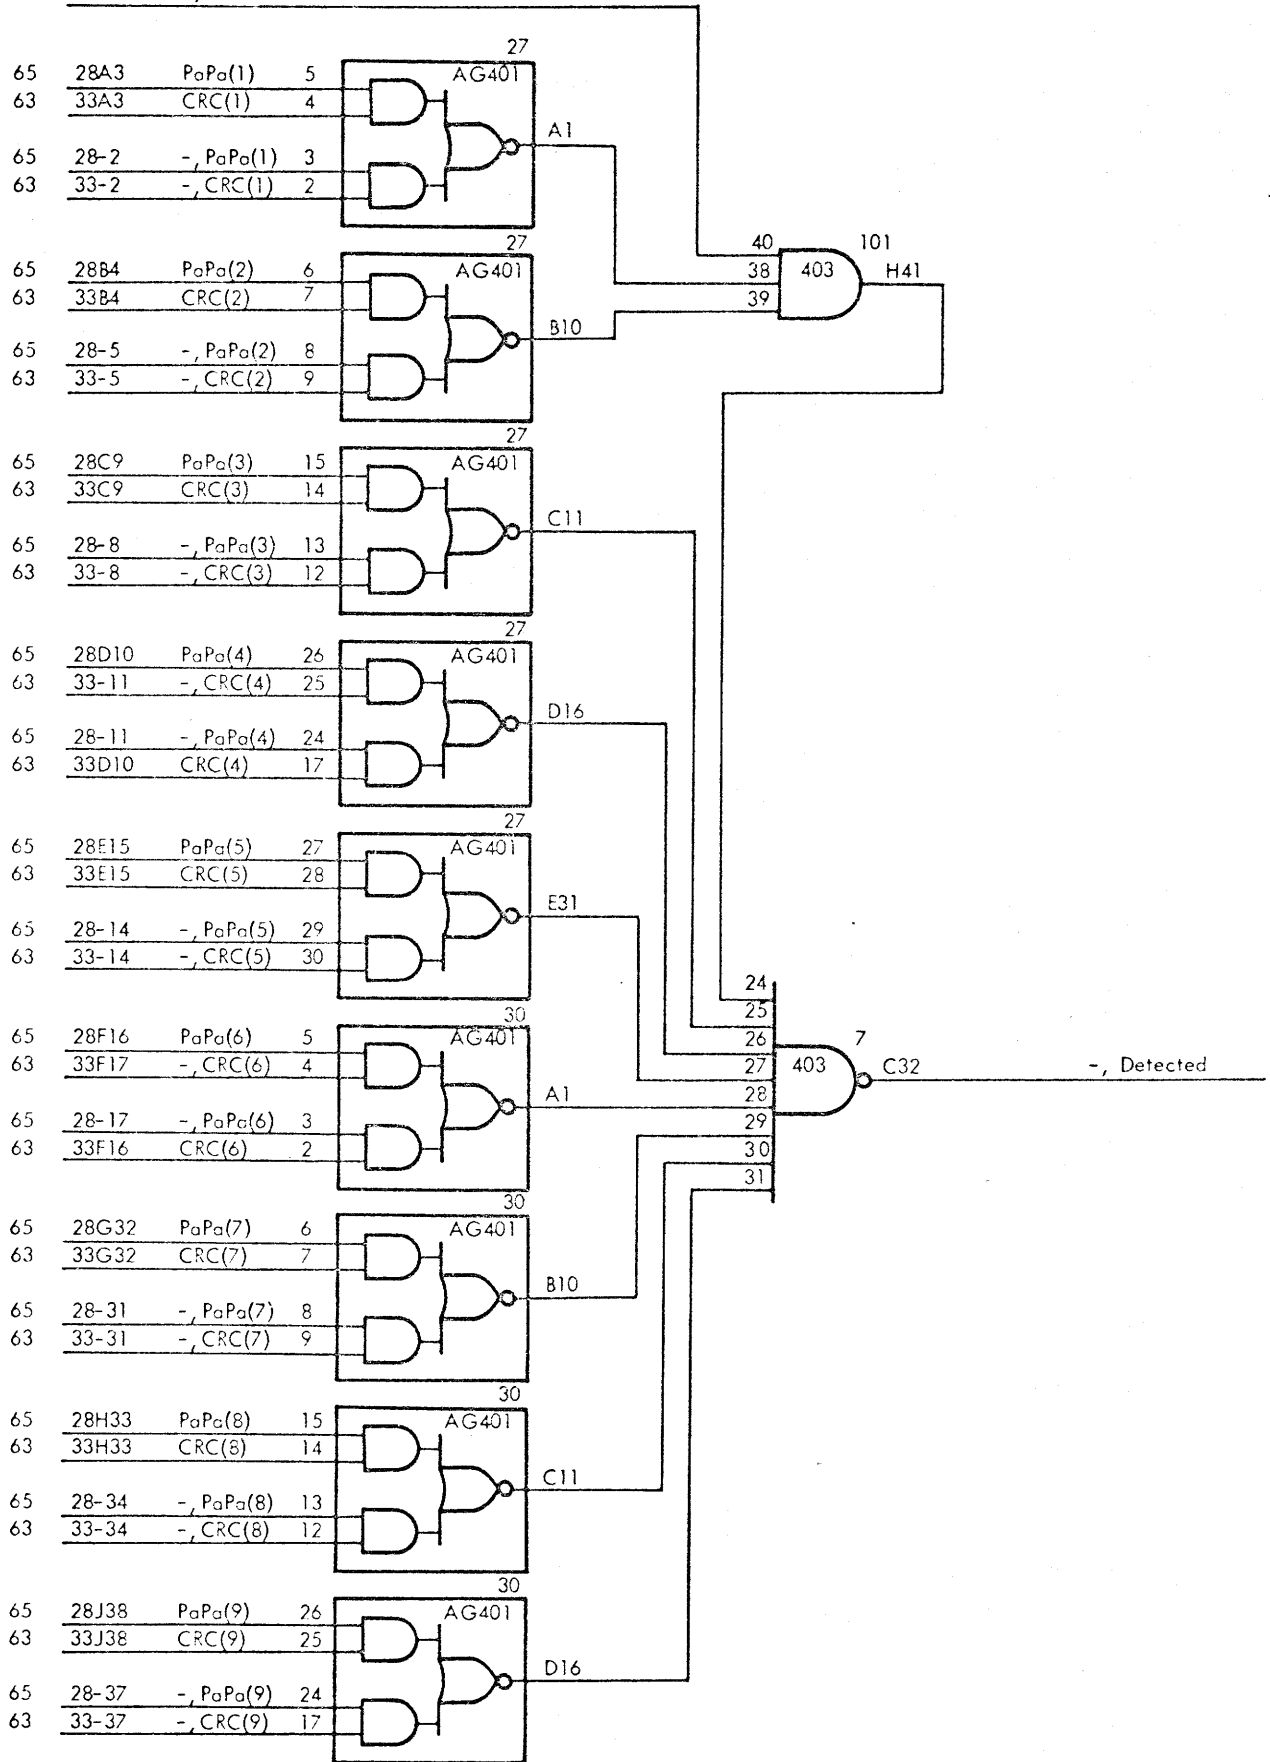 27
65 28A3 PaPa(1) 5 AG401
63 33A3 CRC(1) 4
A1
65 28-2 -, PaPa(1) 3
63 33-2 -, CRC(1) 2
27
40 101
65 28B4 PaPa(2) 6 AG401 38 403 H41
63 33B4 CRC(2) 7 39
B10
65 28-5 -, PaPa(2) 8
63 33-5 -, CRC(2) 9
27
65 28C9 PaPa(3) 15 AG401
63 33C9 CRC(3) 14
C11
65 28-8 -, PaPa(3) 13
63 33-8 -, CRC(3) 12
27
65 28D10 PaPa(4) 26 AG401
63 33-11 -, CRC(4) 25
D16
65 28-11 -, PaPa(4) 24
63 33D10 CRC(4) 17
27
65 28E15 PaPa(5) 27 AG401
63 33E15 CRC(5) 28
E31
65 28-14 -, PaPa(5) 29
63 33-14 -, CRC(5) 30
24
25
30
65 28F16 PaPa(6) 5 AG401 26 7
63 33F17 -, CRC(6) 4 27 403 C32 -, Detected
A1 28
65 28-17 -, PaPa(6) 3 29
63 33F16 CRC(6) 2 30
31
30
65 28G32 PaPa(7) 6 AG401
63 33G32 CRC(7) 7
B10
65 28-31 -, PaPa(7) 8
63 33-31 -, CRC(7) 9
30
65 28H33 PaPa(8) 15 AG401
63 33H33 CRC(8) 14
C11
65 28-34 -, PaPa(8) 13
63 33-34 -, CRC(8) 12
30
65 28J38 PaPa(9) 26 AG401
63 33J38 CRC(9) 25
D16
65 28-37 -, PaPa(9) 24
63 33-37 -, CRC(9) 17